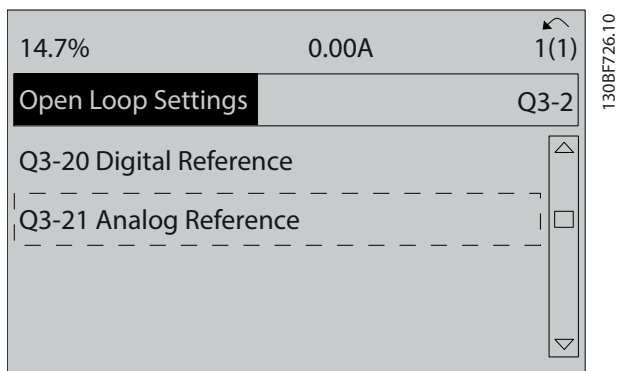 14.7% 0.00A 1(1)
Open Loop Settings Q3-2
Q3-20 Digital Reference
Q3-21 Analog Reference
130BF726.10